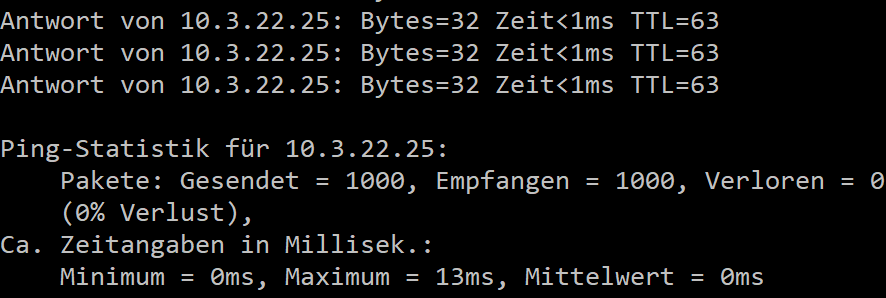 Antwort von 10.3.22.25: Bytes=32 Zeit<1ms TTL=63
Antwort von 10.3.22.25: Bytes=32 Zeit<1ms TTL=63
Antwort von 10.3.22.25: Bytes=32 Zeit<1ms TTL=63
Ping-Statistik für 10.3.22.25:
    Pakete: Gesendet = 1000, Empfangen = 1000, Verloren = 0
    (0% Verlust),
Ca. Zeitangaben in Millisek.:
    Minimum = 0ms, Maximum = 13ms, Mittelwert = 0ms